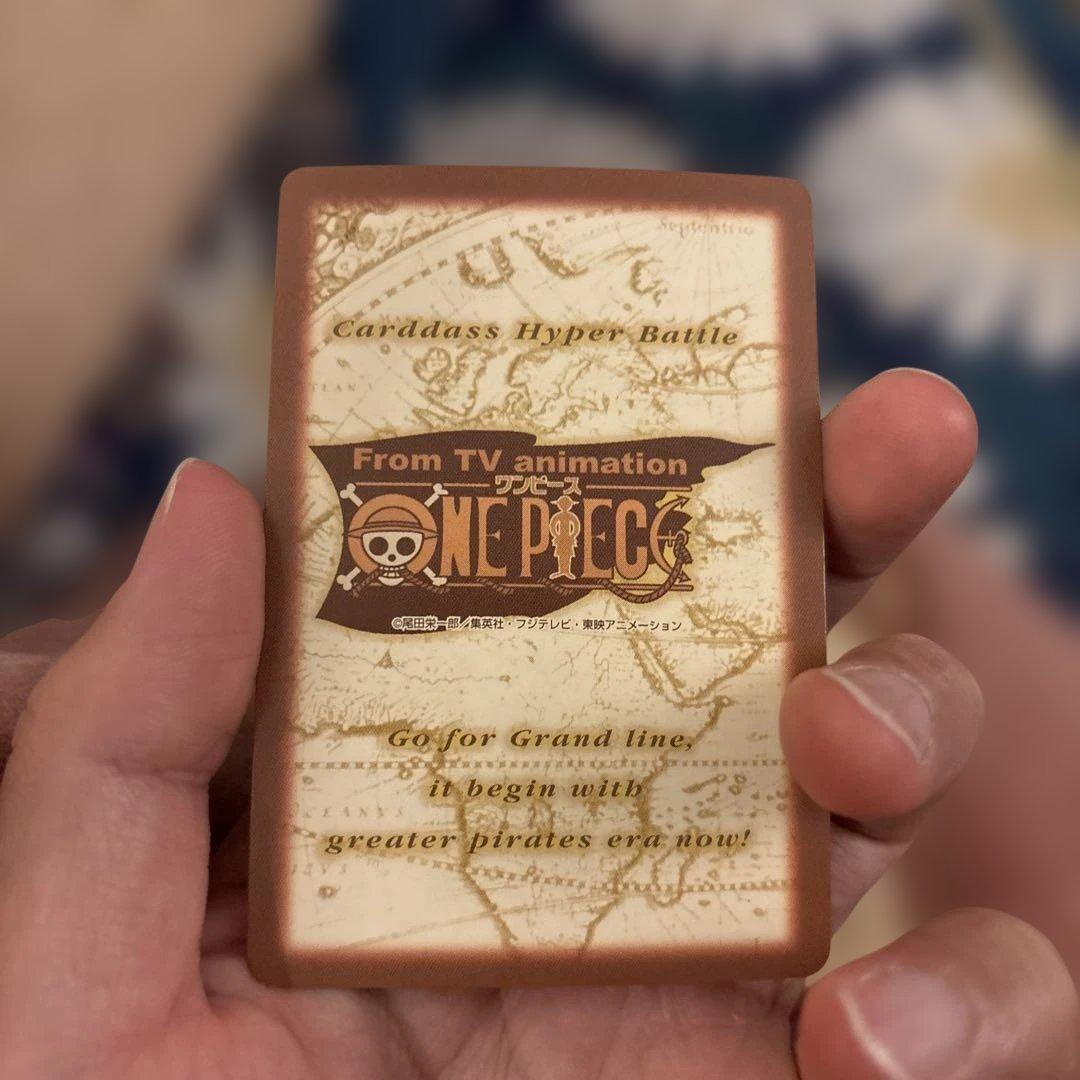 Septentrio
Carddass Hyper Battle
From TV animation
ワンピース
ONE PIECE
©尾田栄一郎／集英社・フジテレビ・東映アニメーション
Go for Grand line,
it begin with
greater pirates era now!